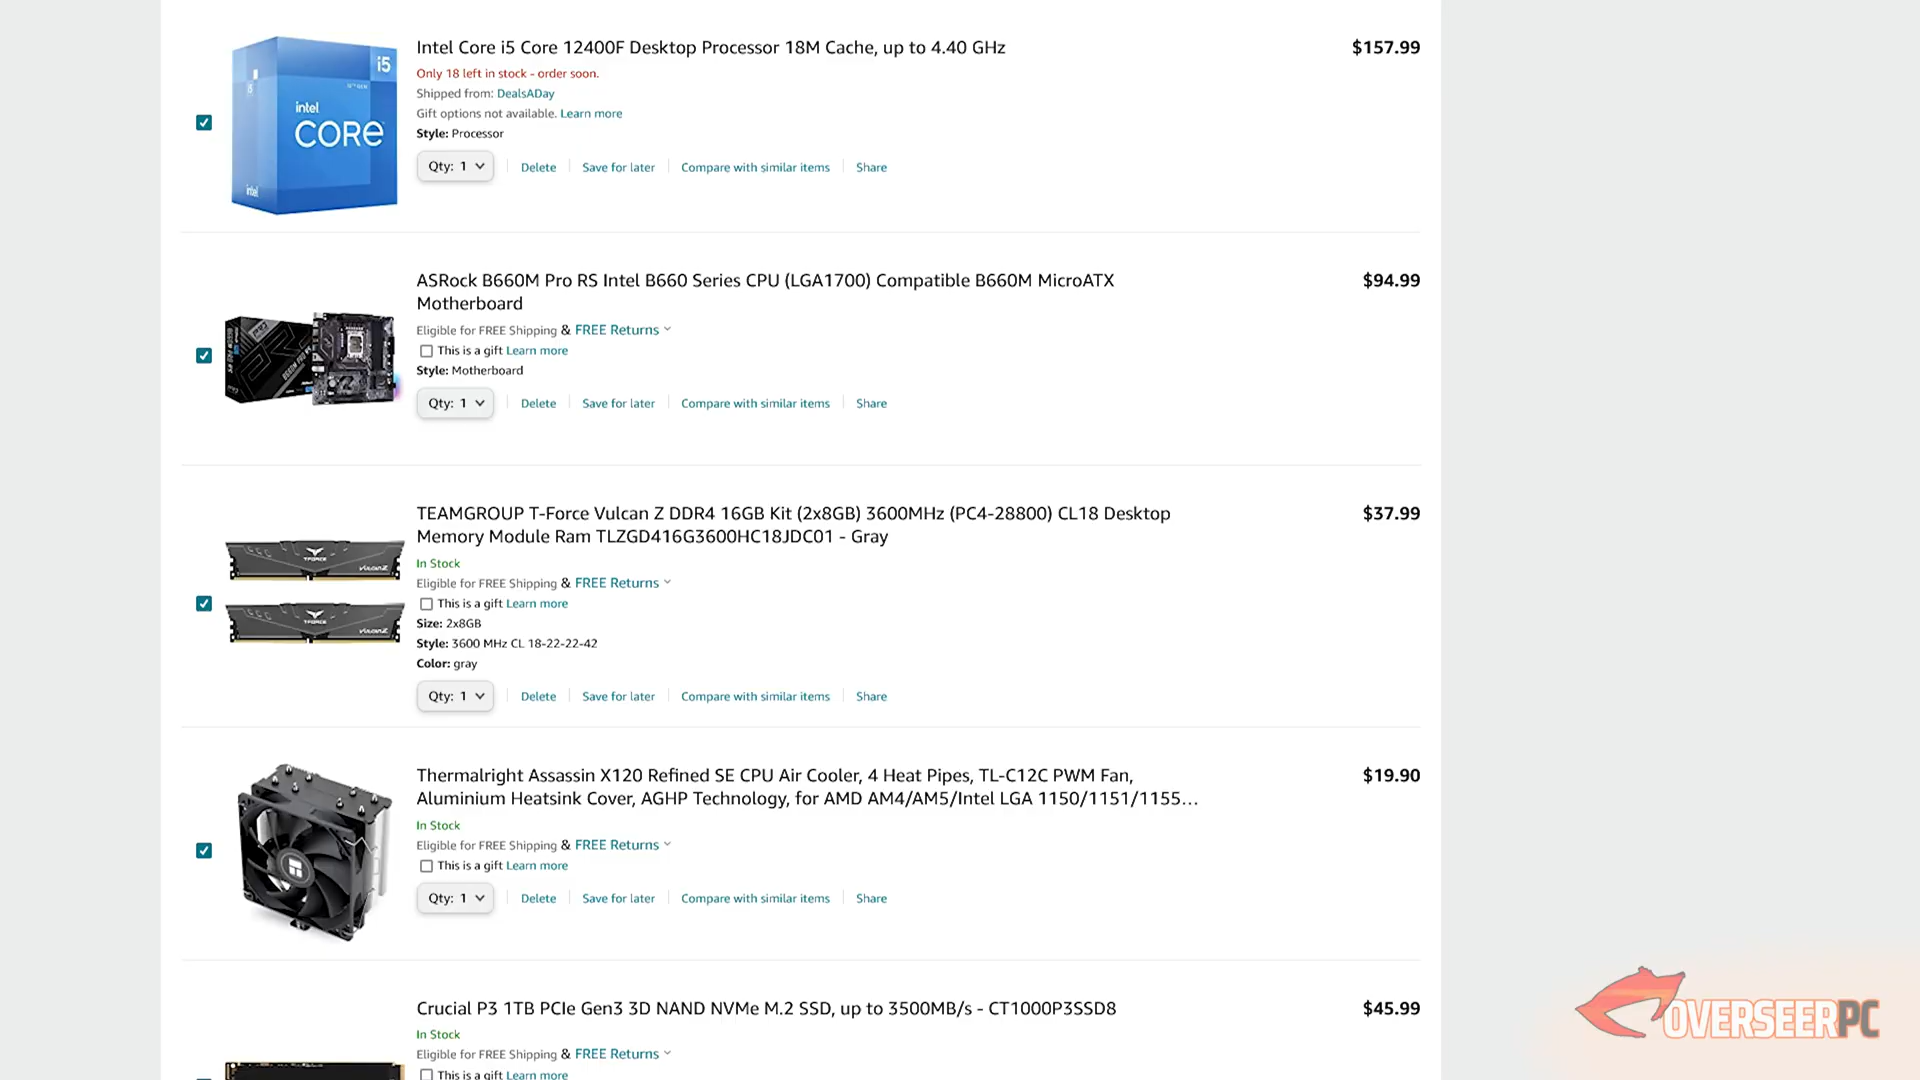 Intel Core i5 Core 12400F Desktop Processor 18M Cache, up to 4.40 GHz
$157.99
Only 18 left in stock - order soon.
Shipped from: DealsADay
Gift options not available. Learn more
Style: Processor
Qty: 1
Delete
Save for later
Compare with similar items
Share
i5
intel
CORE
intel
ASRock B660M Pro RS Intel B660 Series CPU (LGA1700) Compatible B660M MicroATX
Motherboard
$94.99
Eligible for FREE Shipping & FREE Returns
This is a gift Learn more
Style: Motherboard
Qty: 1
Delete
Save for later
Compare with similar items
Share
TEAMGROUP T-Force Vulcan Z DDR4 16GB Kit (2x8GB) 3600MHz (PC4-28800) CL18 Desktop
Memory Module Ram TLZGD416G3600HC18JDC01 - Gray
$37.99
In Stock
Eligible for FREE Shipping & FREE Returns
This is a gift Learn more
Size: 2x8GB
Style: 3600 MHz CL 18-22-22-42
Color: gray
Qty: 1
Delete
Save for later
Compare with similar items
Share
T-FORCE
VULCAN Z
T-FORCE
VULCAN Z
Thermalright Assassin X120 Refined SE CPU Air Cooler, 4 Heat Pipes, TL-C12C PWM Fan,
Aluminium Heatsink Cover, AGHP Technology, for AMD AM4/AM5/Intel LGA 1150/1151/1155...
$19.90
In Stock
Eligible for FREE Shipping & FREE Returns
This is a gift Learn more
Qty: 1
Delete
Save for later
Compare with similar items
Share
Crucial P3 1TB PCIe Gen3 3D NAND NVMe M.2 SSD, up to 3500MB/s - CT1000P3SSD8
$45.99
In Stock
Eligible for FREE Shipping & FREE Returns
This is a gift Learn more
OVERSEERPC